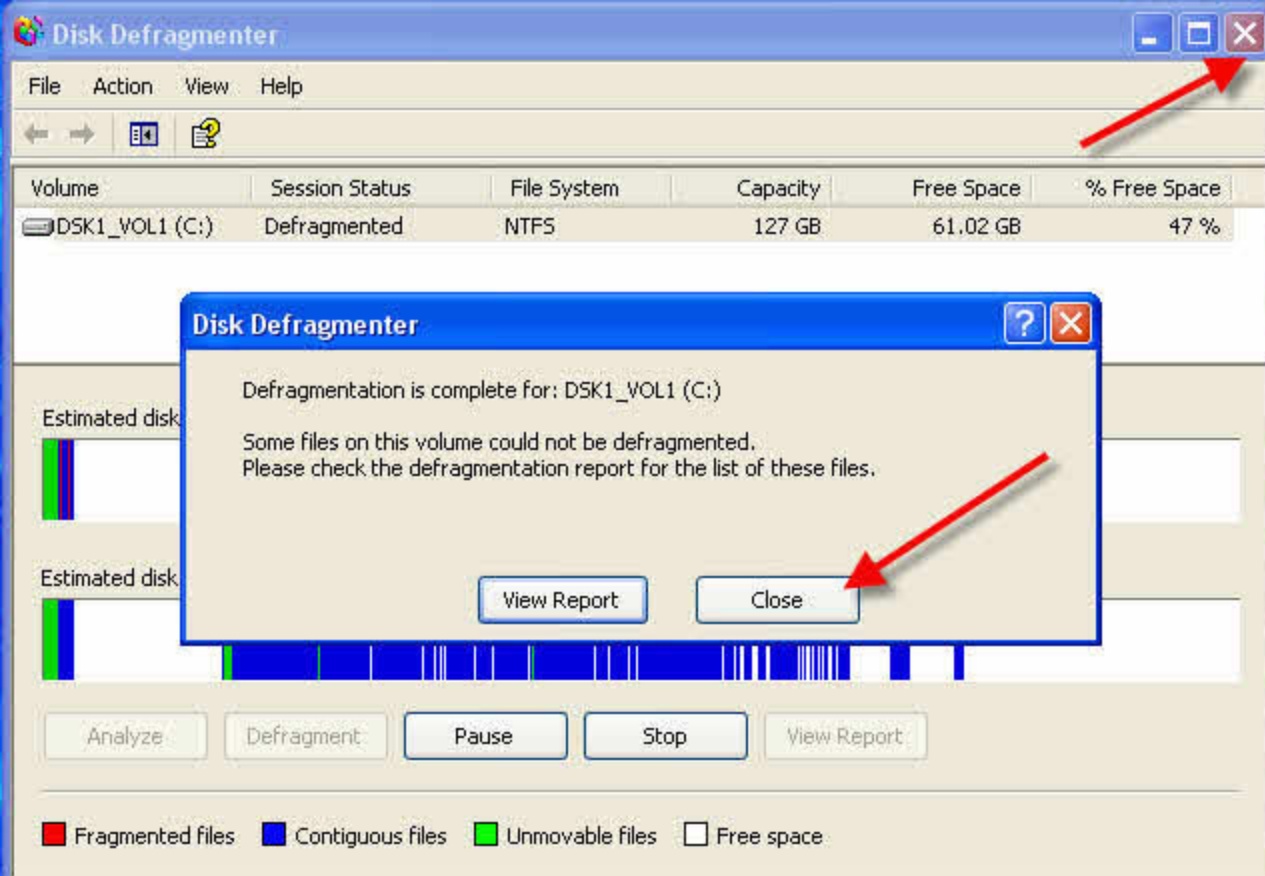 Disk Defragmenter
File Action View Help
Volume Session Status File System Capacity Free Space % Free Space
DSK1_VOL1 (C:) Defragmented NTFS 127 GB 61.02 GB 47 %
Disk Defragmenter
Defragmentation is complete for: DSK1_VOL1 (C:)
Some files on this volume could not be defragmented.
Please check the defragmentation report for the list of these files.
View Report Close
Estimated disk
Estimated disk
Analyze Defragment Pause Stop View Report
Fragmented files Contiguous files Unmovable files Free space